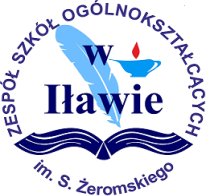 ZESPÓŁ SZKÓŁ OGÓLNOKSZTAŁCĄCYCH
w
Iławie
im. S. Żeromskiego